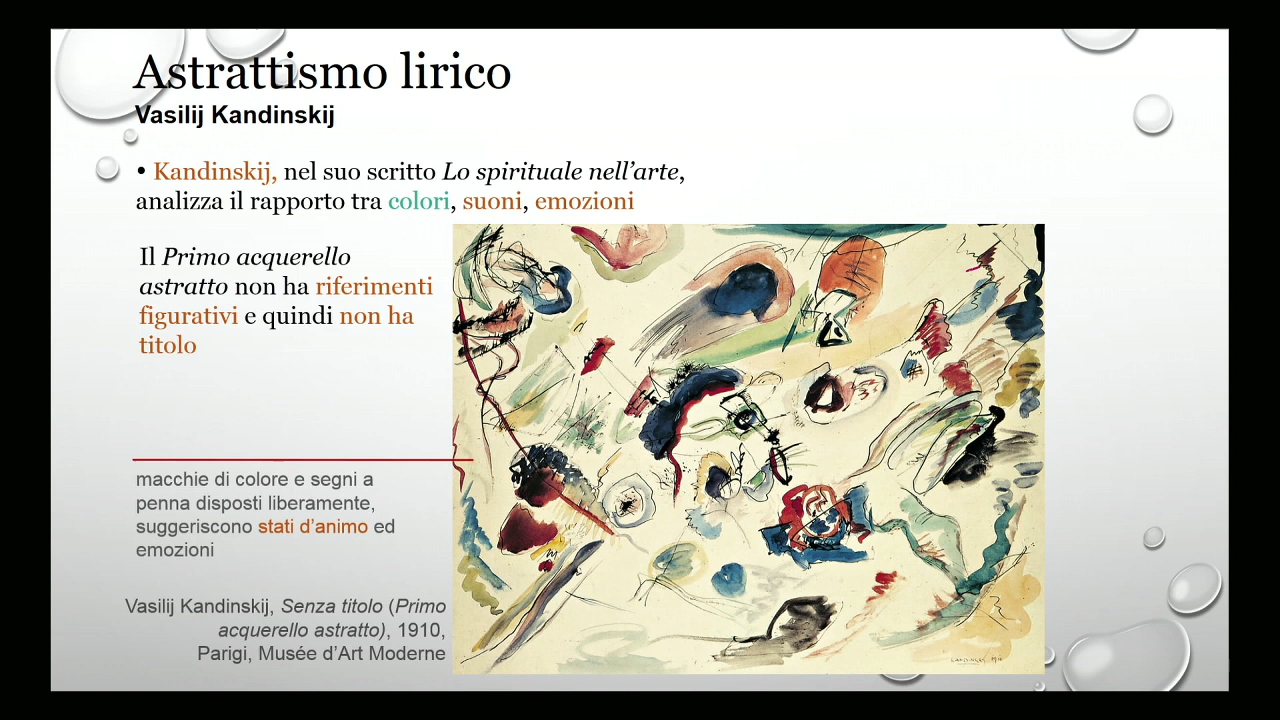 Astrattismo lirico
Vasilij Kandinskij
• Kandinskij, nel suo scritto Lo spirituale nell’arte,
analizza il rapporto tra colori, suoni, emozioni
Il Primo acquerello
astratto non ha riferimenti
figurativi e quindi non ha
titolo
macchie di colore e segni a
penna disposti liberamente,
suggeriscono stati d’animo ed
emozioni
Vasilij Kandinskij, Senza titolo (Primo
acquerello astratto), 1910,
Parigi, Musée d’Art Moderne